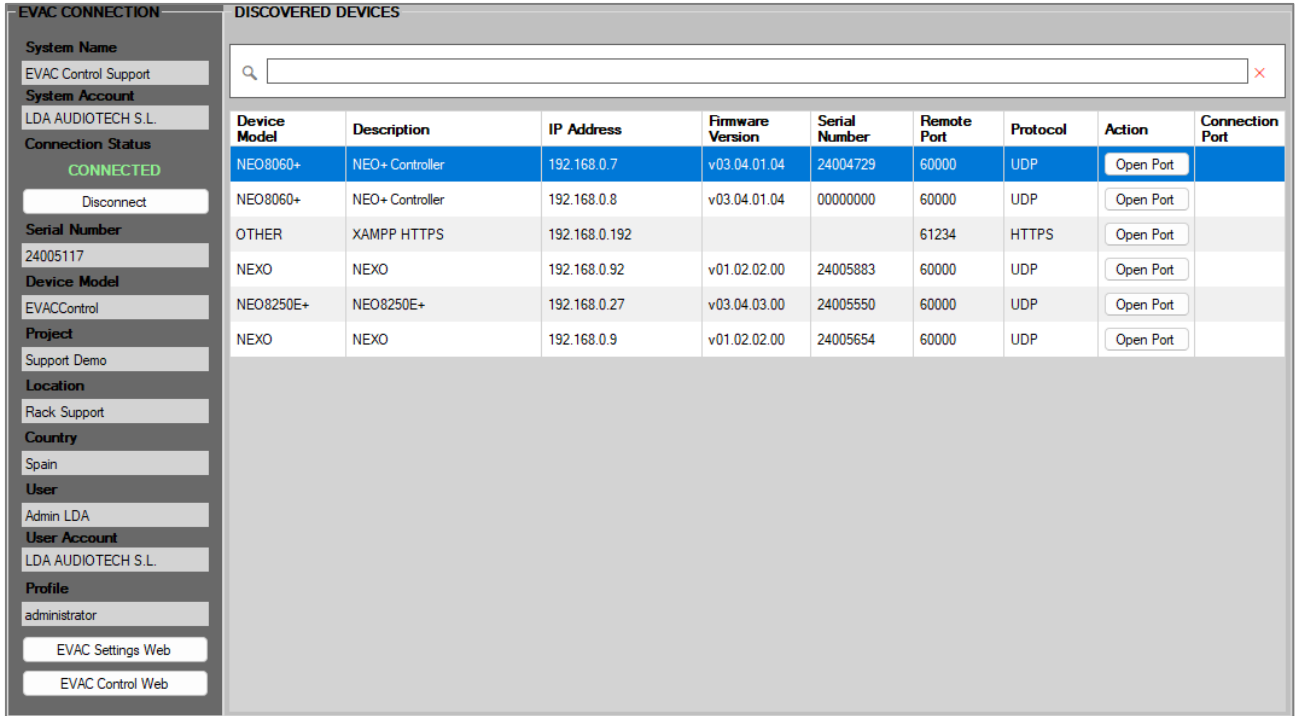 EVAC CONNECTION
System Name
EVAC Control Support
System Account
LDA AUDIOTECH S.L.
Connection Status
CONNECTED
Disconnect
Serial Number
24005117
Device Model
EVACControl
Project
Support Demo
Location
Rack Support
Country
Spain
User
Admin LDA
User Account
LDA AUDIOTECH S.L.
Profile
administrator
EVAC Settings Web
EVAC Control Web
DISCOVERED DEVICES
Device Model Description IP Address Firmware Version Serial Number Remote Port Protocol Action Connection Port
NEO8060+ NEO+ Controller 192.168.0.7 v03.04.01.04 24004729 60000 UDP Open Port
NEO8060+ NEO+ Controller 192.168.0.8 v03.04.01.04 00000000 60000 UDP Open Port
OTHER XAMPP HTTPS 192.168.0.192 61234 HTTPS Open Port
NEXO NEXO 192.168.0.92 v01.02.02.00 24005883 60000 UDP Open Port
NEO8250E+ NEO8250E+ 192.168.0.27 v03.04.03.00 24005550 60000 UDP Open Port
NEXO NEXO 192.168.0.9 v01.02.02.00 24005654 60000 UDP Open Port